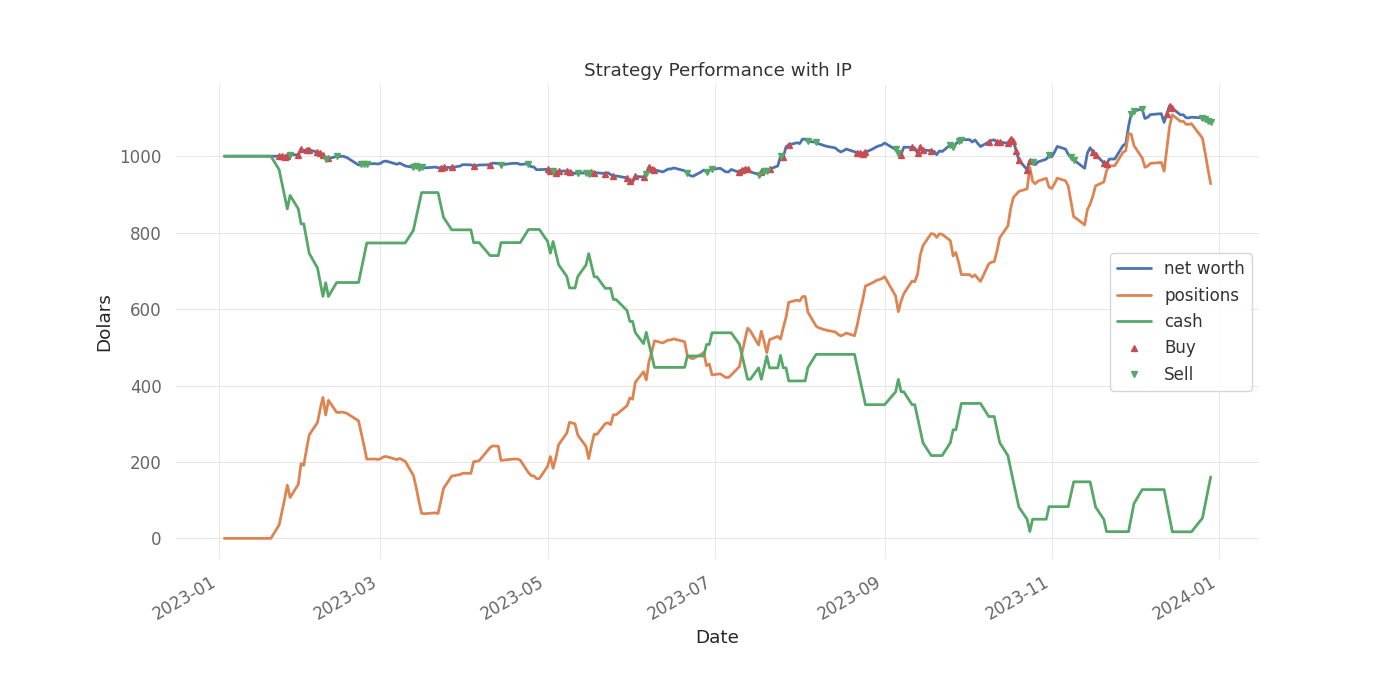 Strategy Performance with IP
Dolars
1000
800
600
400
200
0
net worth
positions
cash
Buy
Sell
2023-01
2023-03
2023-05
2023-07
2023-09
2023-11
2024-01
Date